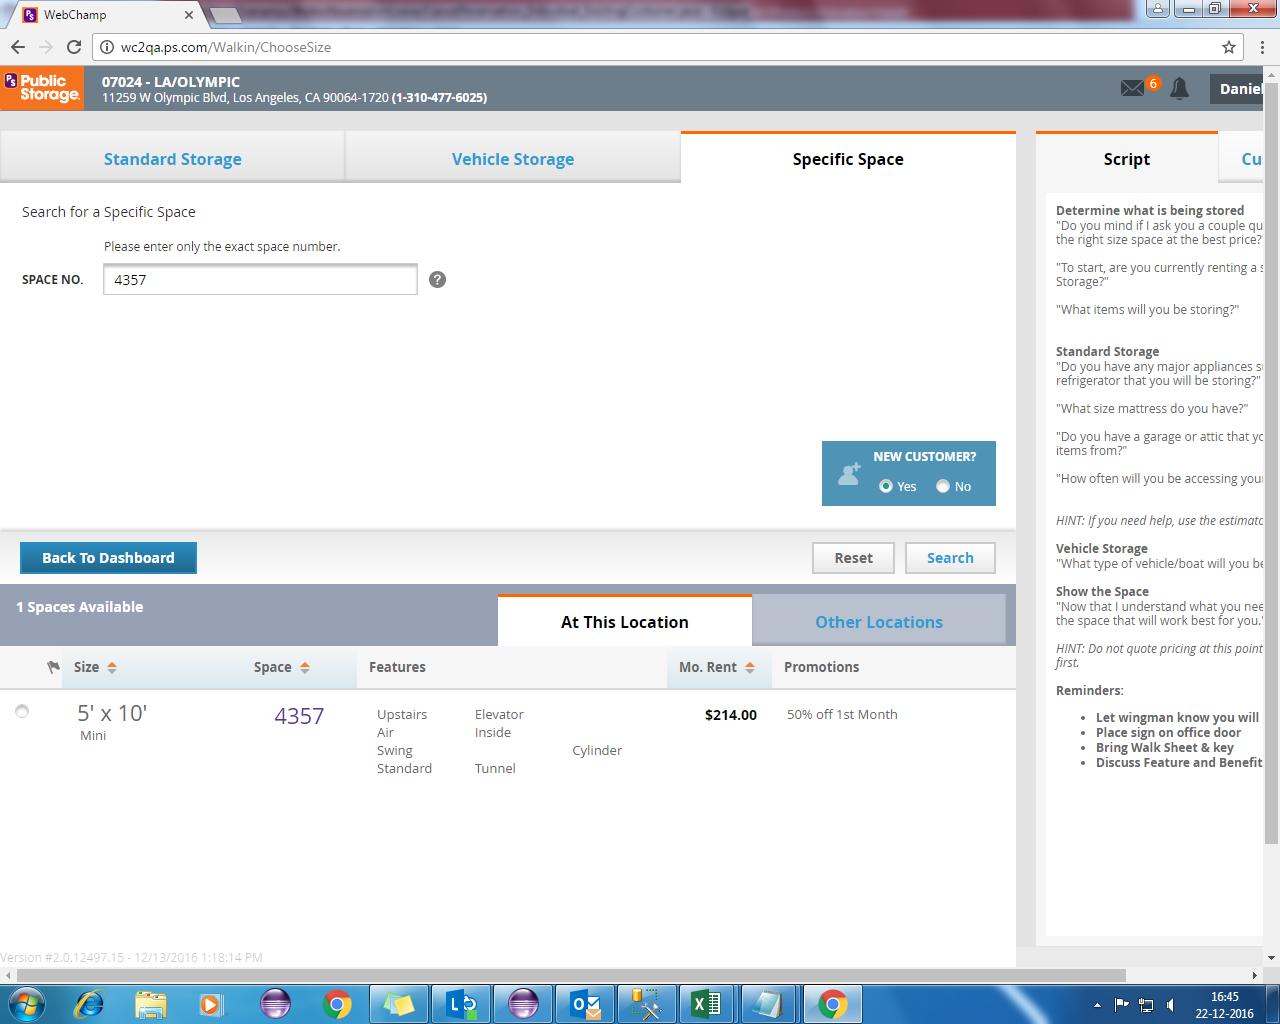 WebChamp
wc2qa.ps.com/Walkin/ChooseSize
PS Public Storage.
07024 - LA/OLYMPIC
11259 W Olympic Blvd, Los Angeles, CA 90064-1720 (1-310-477-6025)
6
Daniel
Standard Storage
Vehicle Storage
Specific Space
Search for a Specific Space
Please enter only the exact space number.
SPACE NO.
4357
?
NEW CUSTOMER?
Yes No
Back To Dashboard
Reset
Search
1 Spaces Available
At This Location
Other Locations
Size Space Features Mo. Rent Promotions
5' x 10' 4357 Upstairs Elevator $214.00 50% off 1st Month
Mini Air Inside
Swing Cylinder
Standard Tunnel
Version #2.0.12497.15 - 12/13/2016 1:18:14 PM
Script
Cu
Determine what is being stored
"Do you mind if I ask you a couple qu
the right size space at the best price?"
"To start, are you currently renting a s
Storage?"
"What items will you be storing?"
Standard Storage
"Do you have any major appliances su
refrigerator that you will be storing?"
"What size mattress do you have?"
"Do you have a garage or attic that yo
items from?"
"How often will you be accessing your
HINT: If you need help, use the estimato
Vehicle Storage
"What type of vehicle/boat will you be
Show the Space
"Now that I understand what you nee
the space that will work best for you."
HINT: Do not quote pricing at this point
first.
Reminders:
• Let wingman know you will
• Place sign on office door
• Bring Walk Sheet & key
• Discuss Feature and Benefit
16:45
22-12-2016